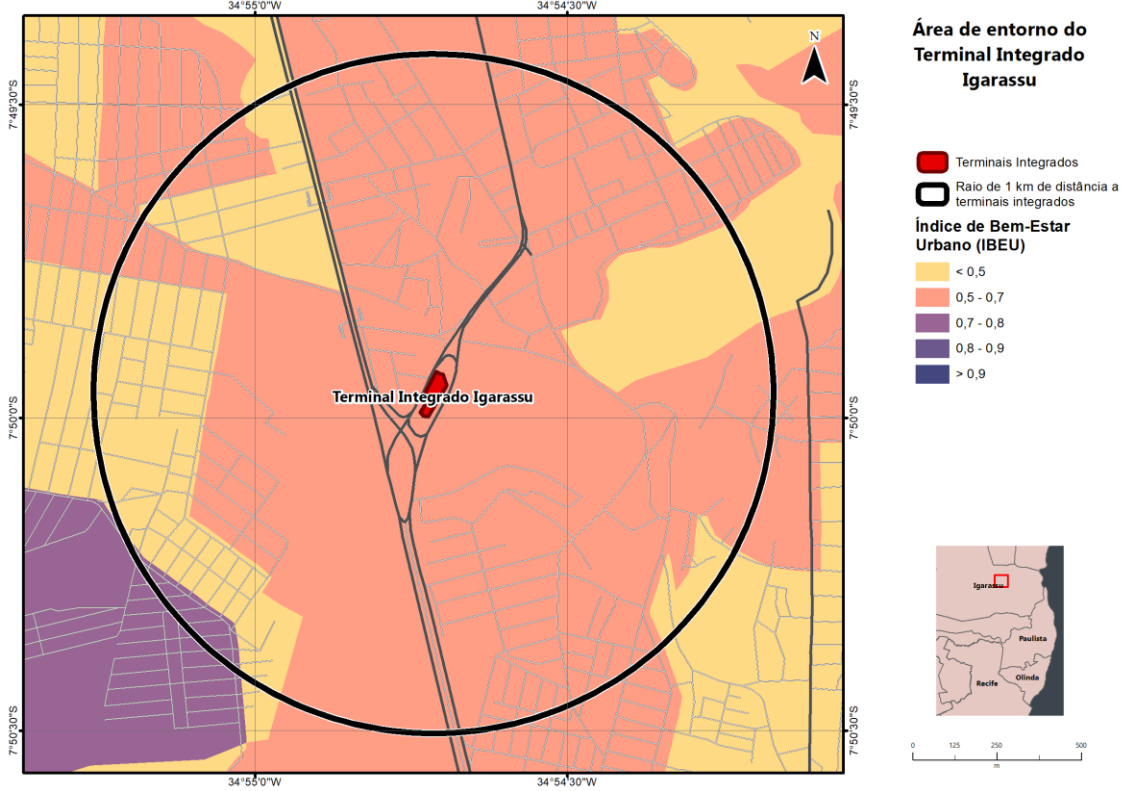 34°55'0"W
34°54'30"W
Área de entorno do
Terminal Integrado
Igarassu
N
7°49'30"S
7°49'30"S
Terminais Integrados
Raio de 1 km de distância a
terminais integrados
Índice de Bem-Estar
Urbano (IBEU)
< 0,5
0,5 - 0,7
0,7 - 0,8
0,8 - 0,9
> 0,9
Terminal Integrado Igarassu
7°50'0"S
7°50'0"S
Igarassu
Paulista
Olinda
Recife
7°50'30"S
7°50'30"S
0 125 250 500
m
34°55'0"W
34°54'30"W